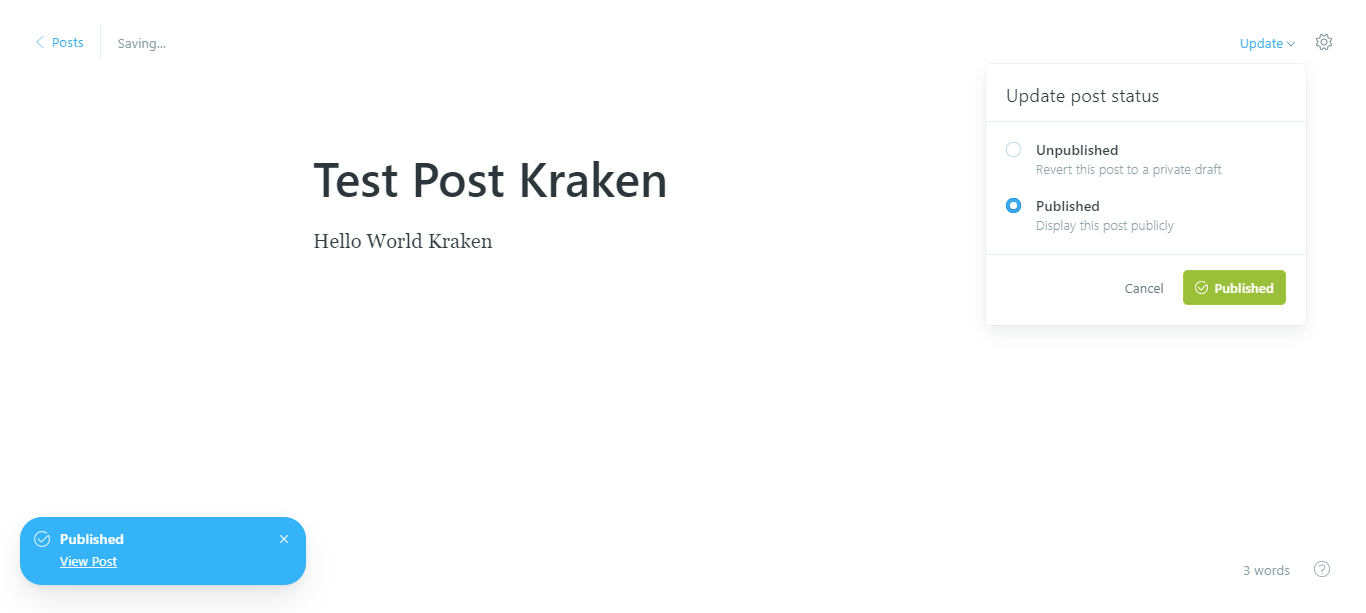 Posts
Saving...
Update
Update post status
Unpublished
Revert this post to a private draft
Published
Display this post publicly
Cancel
Published
Test Post Kraken
Hello World Kraken
Published
View Post
3 words
?